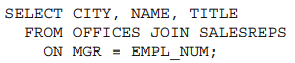 SELECT CITY, NAME, TITLE
FROM OFFICES JOIN SALESREPS
ON MGR = EMPL_NUM;